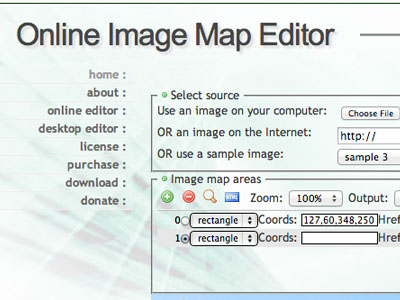 Online Image Map Editor
home :
about :
online editor :
desktop editor :
license :
purchase :
download :
donate :
Select source
Use an image on your computer: Choose File
OR an image on the Internet: http://
OR use a sample image: sample 3
Image map areas
HTML Zoom: 100% Output:
0 rectangle Coords: 127,60,348,250 Href
1 rectangle Coords: Href